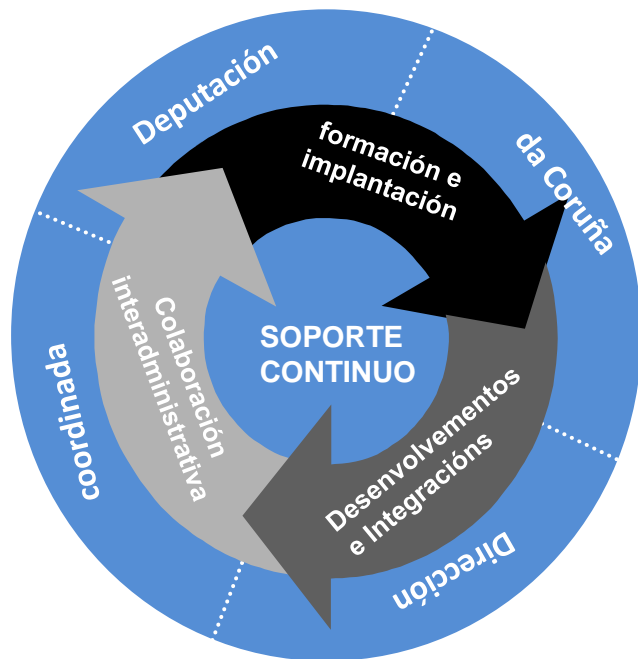 Deputación
da Coruña
formación e
implantación
SOPORTE
CONTINUO
Colaboración
interadministrativa
Desenvolvementos
e Integracións
Dirección
coordinada